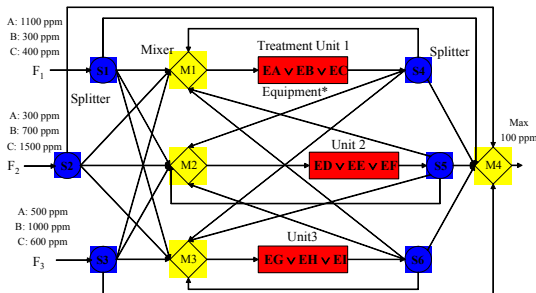 A: 1100 ppm
B: 300 ppm
C: 400 ppm
F1
S1
Splitter
Mixer
M1
Treatment Unit 1
EA ∨ EB ∨ EC
Equipment*
S4
Splitter
A: 300 ppm
B: 700 ppm
C: 1500 ppm
F2
S2
M2
Unit 2
ED ∨ EE ∨ EF
S5
Max
100 ppm
M4
A: 500 ppm
B: 1000 ppm
C: 600 ppm
F3
S3
M3
Unit3
EG ∨ EH ∨ EI
S6